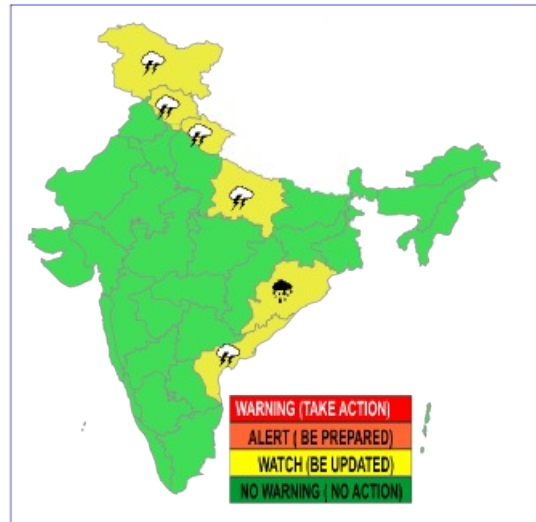 WARNING (TAKE ACTION)
ALERT ( BE PREPARED)
WATCH (BE UPDATED)
NO WARNING ( NO ACTION)